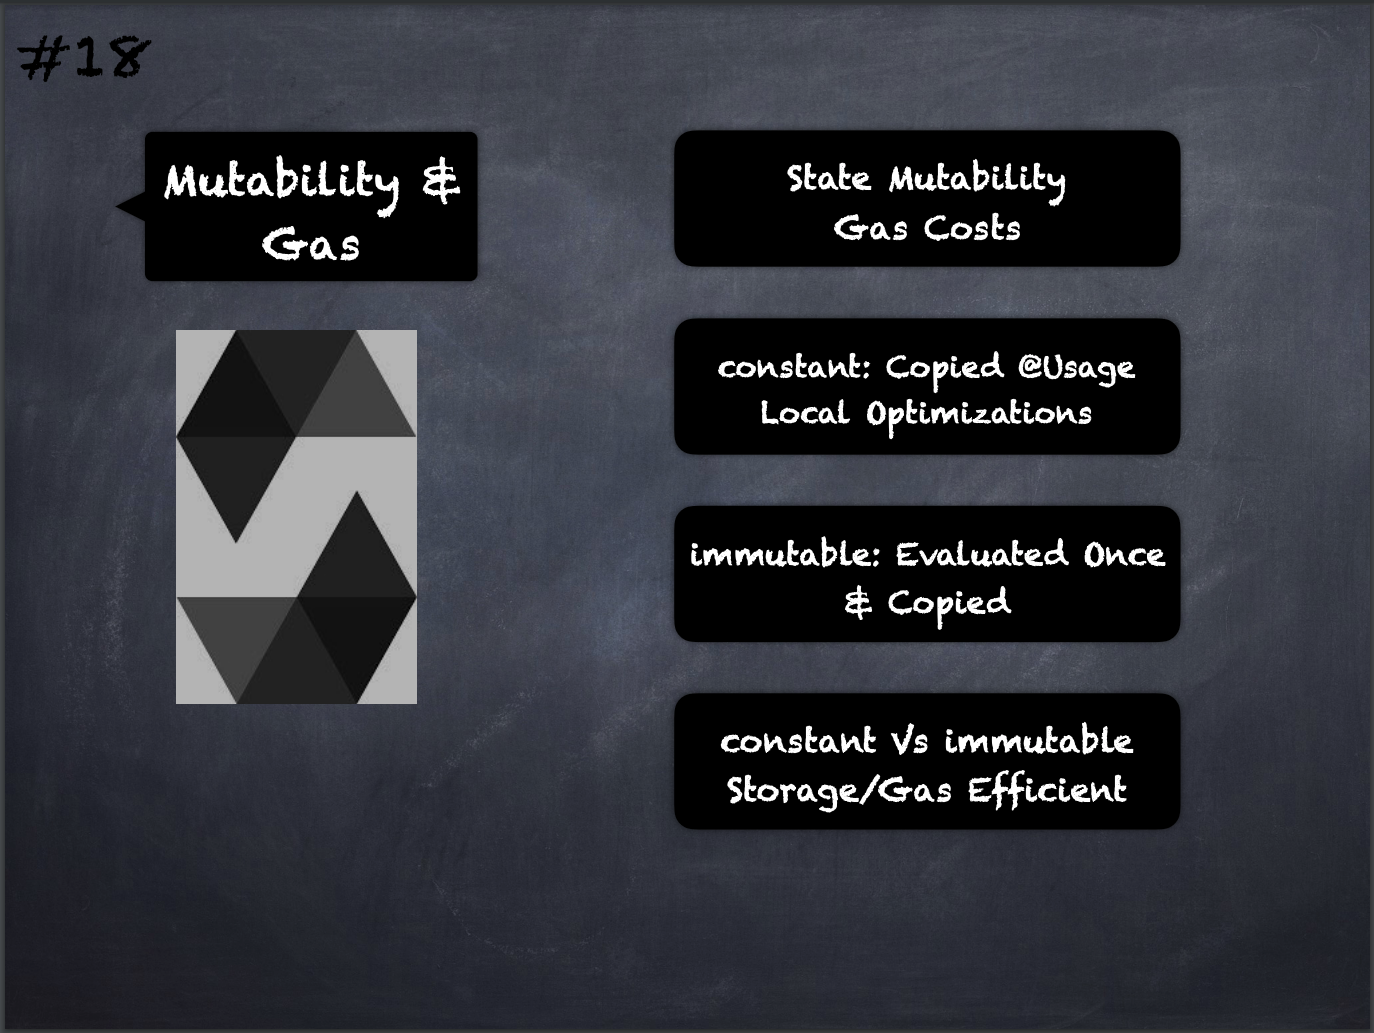 #18
Mutability &
Gas
State Mutability
Gas Costs
constant: Copied @Usage
Local Optimizations
immutable: Evaluated Once
& Copied
constant Vs immutable
Storage/Gas Efficient